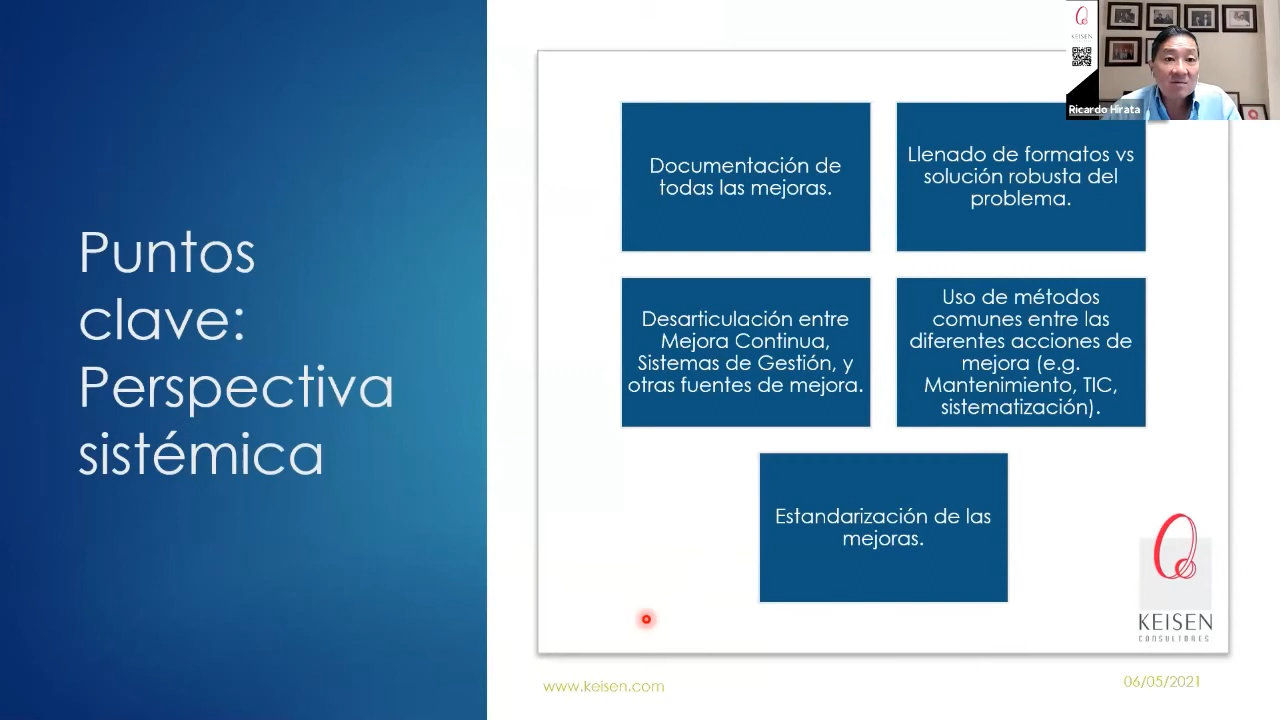 Puntos
clave:
Perspectiva
sistémica
Documentación de
todas las mejoras.
Llenado de formatos vs
solución robusta del
problema.
Desarticulación entre
Mejora Continua,
Sistemas de Gestión, y
otras fuentes de mejora.
Uso de métodos
comunes entre las
diferentes acciones de
mejora (e.g.
Mantenimiento, TIC,
sistematización).
Estandarización de las
mejoras.
KEISEN
CONSULTORES
www.keisen.com
06/05/2021
KEISEN
Ricardo Hirata